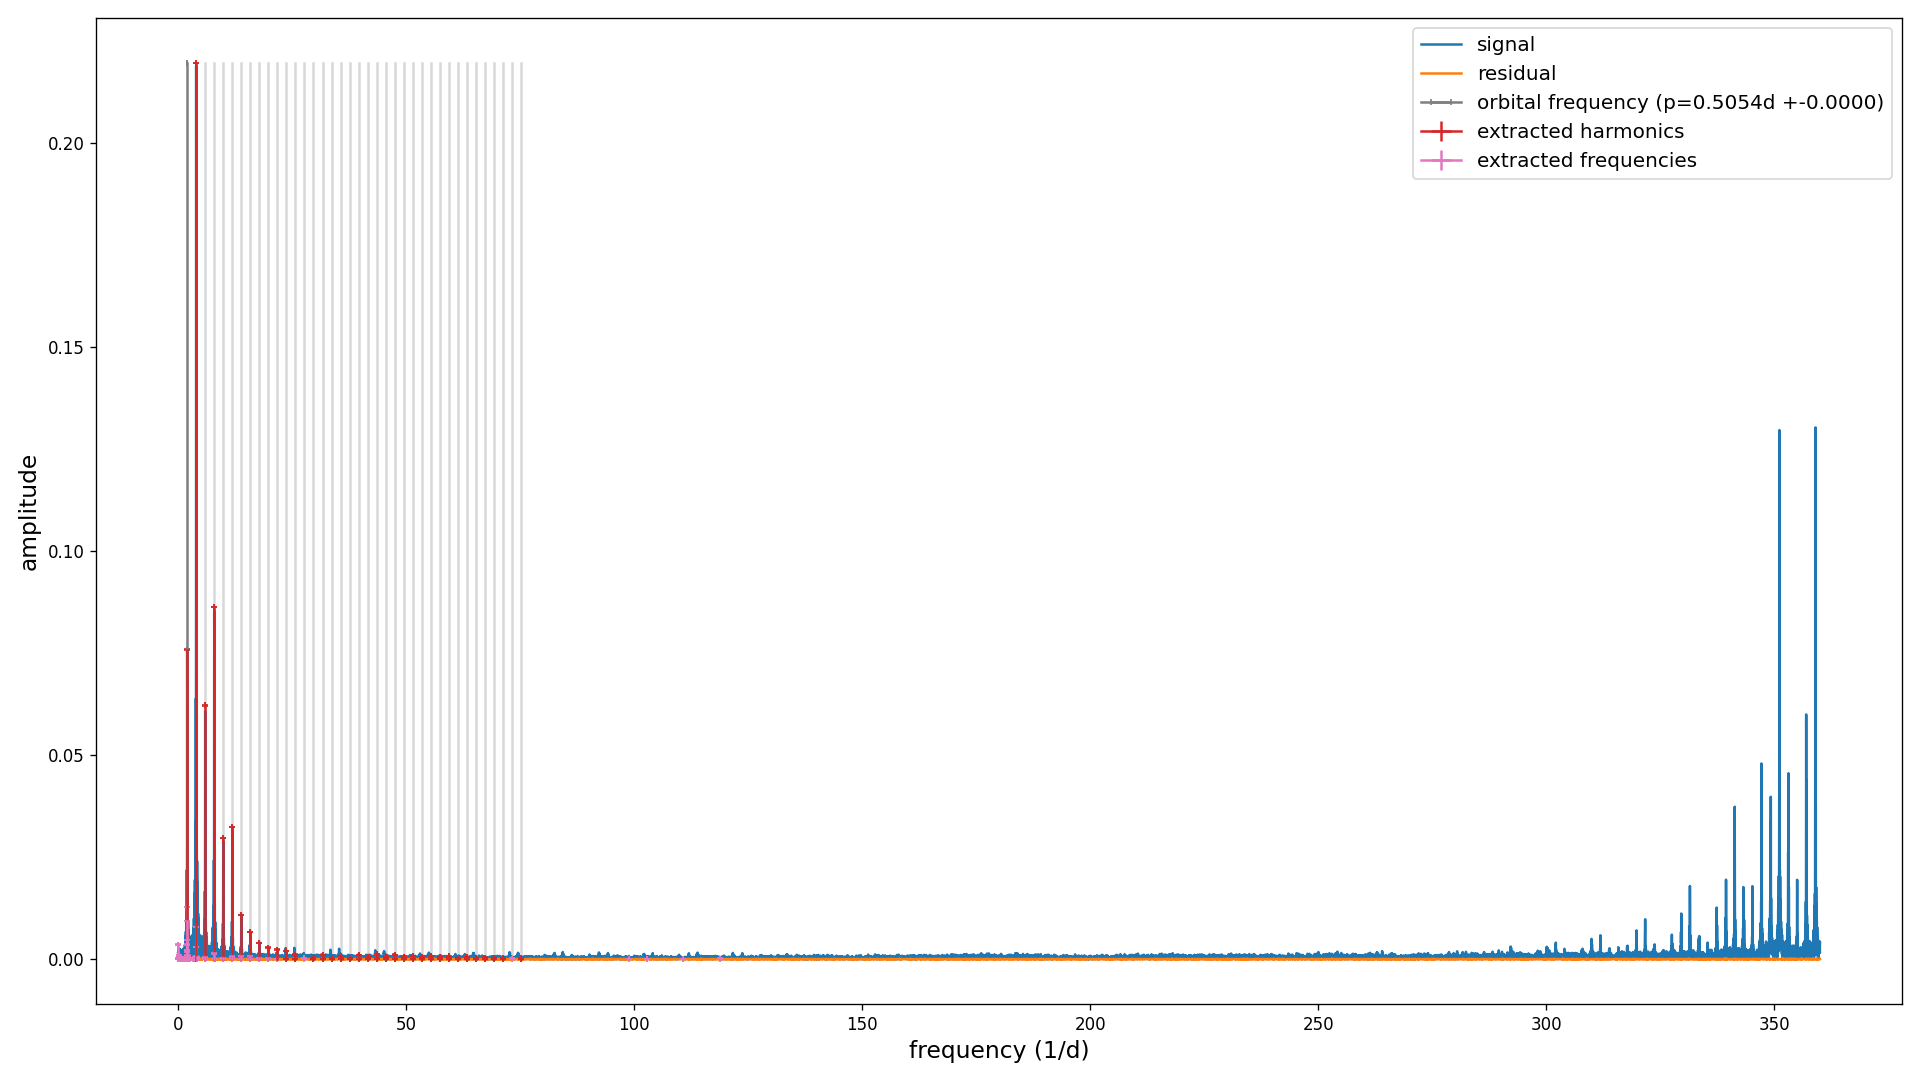 signal
residual
orbital frequency (p=0.5054d +-0.0000)
extracted harmonics
extracted frequencies
0.20
0.15
0.10
0.05
0.00
amplitude
0 50 100 150 200 250 300 350
frequency (1/d)